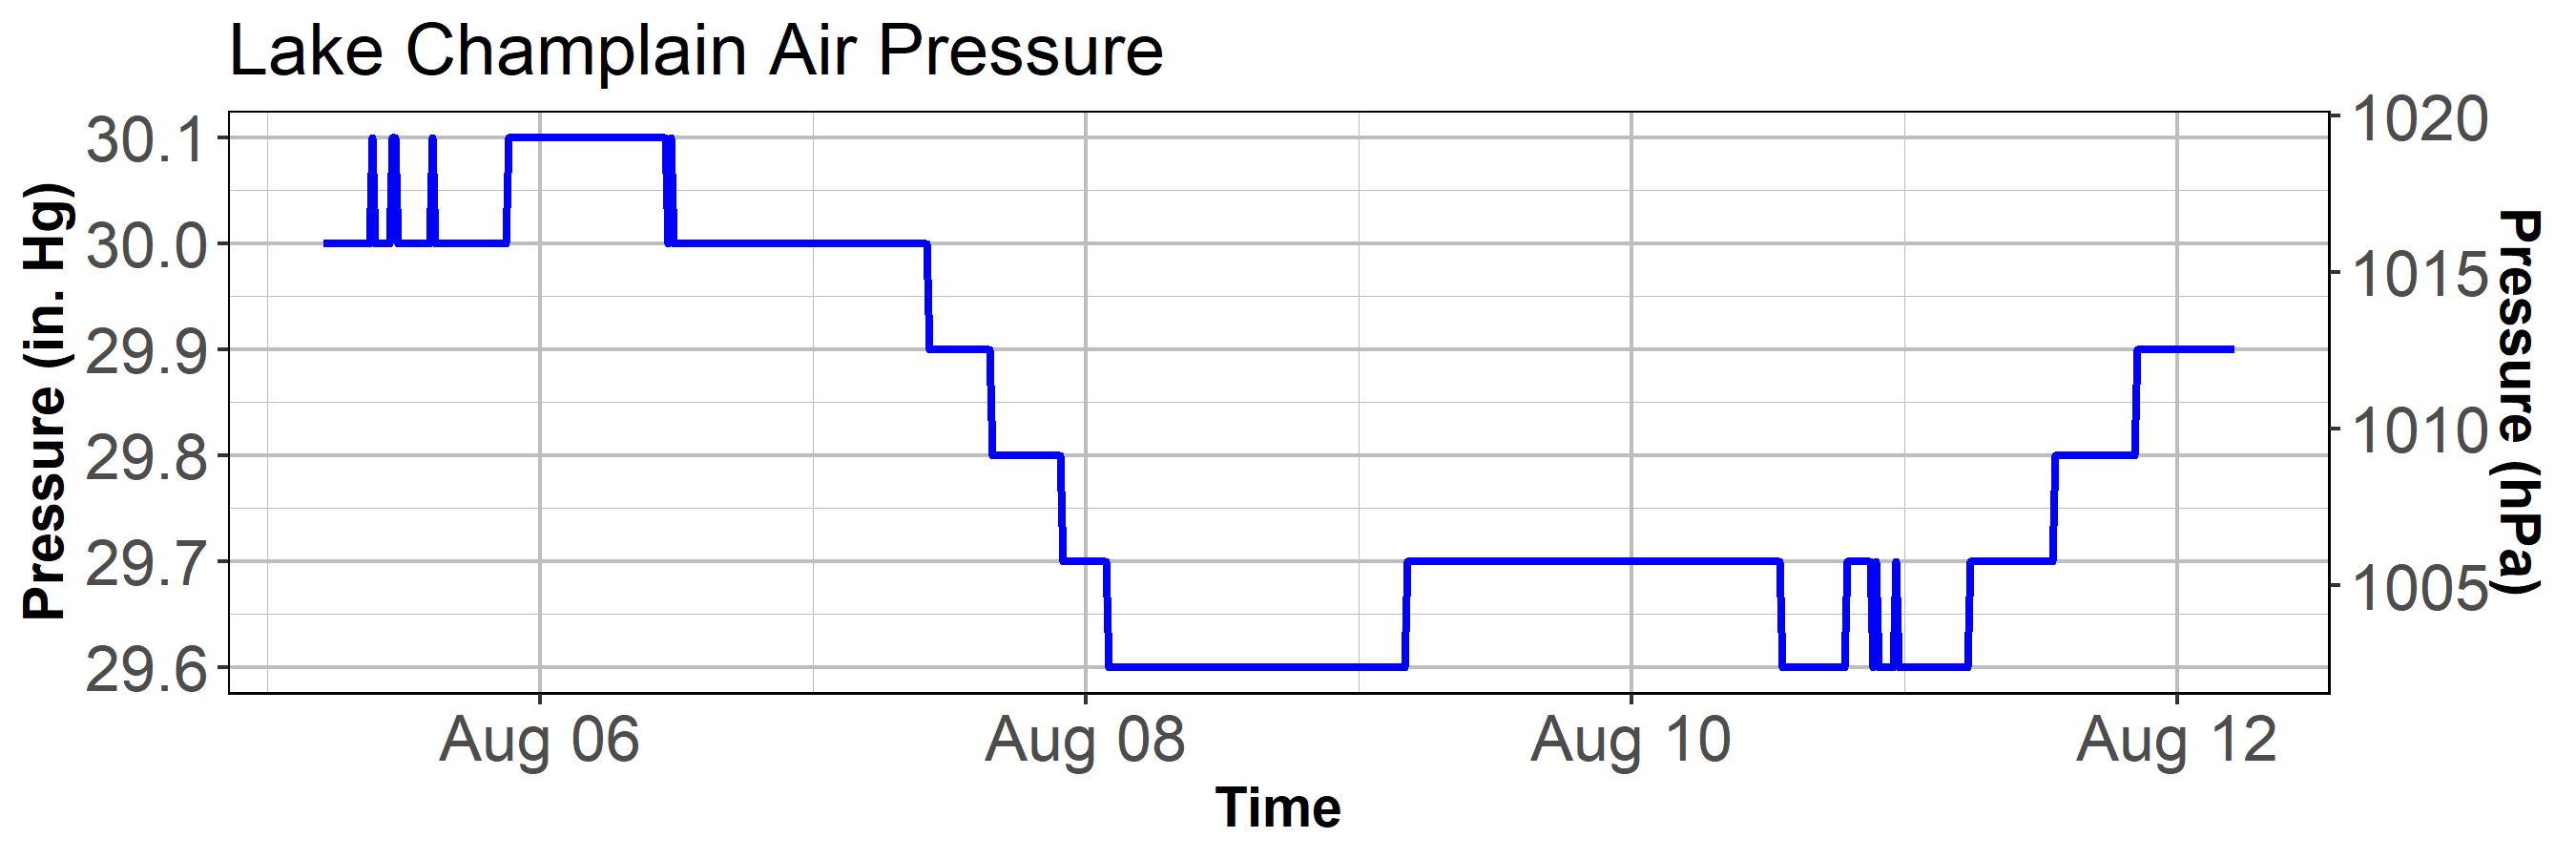 Lake Champlain Air Pressure
Pressure (in. Hg)
30.1
30.0
29.9
29.8
29.7
29.6
1020
1015
1010
1005
Pressure (hPa)
Aug 06 Aug 08 Aug 10 Aug 12
Time